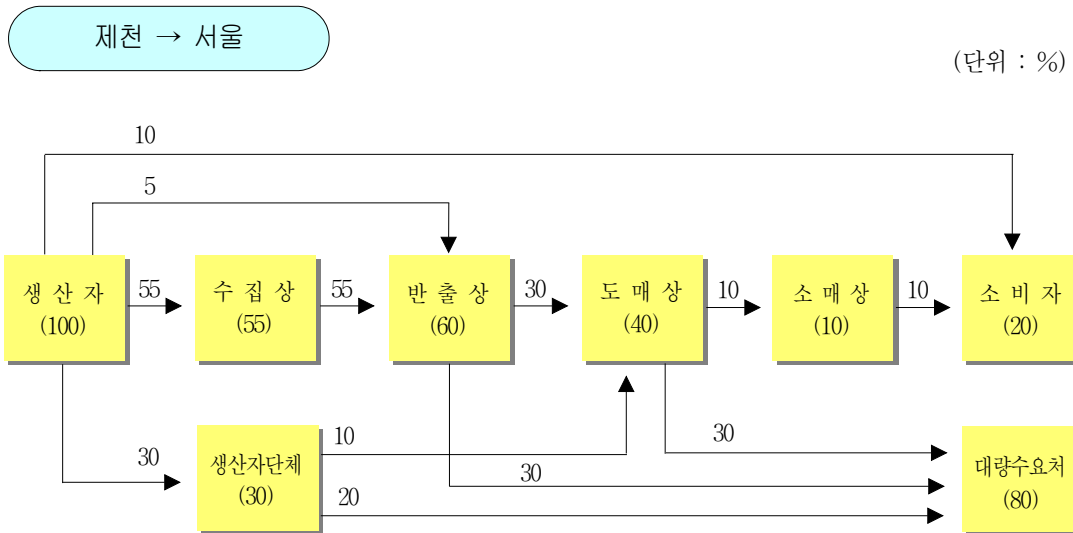 제천 → 서울
(단위 : %)
10
5
생 산 자
(100)
55
수 집 상
(55)
55
반 출 상
(60)
30
도 매 상
(40)
10
소 매 상
(10)
10
소 비 자
(20)
30
생산자단체
(30)
10
20
30
30
대량수요처
(80)